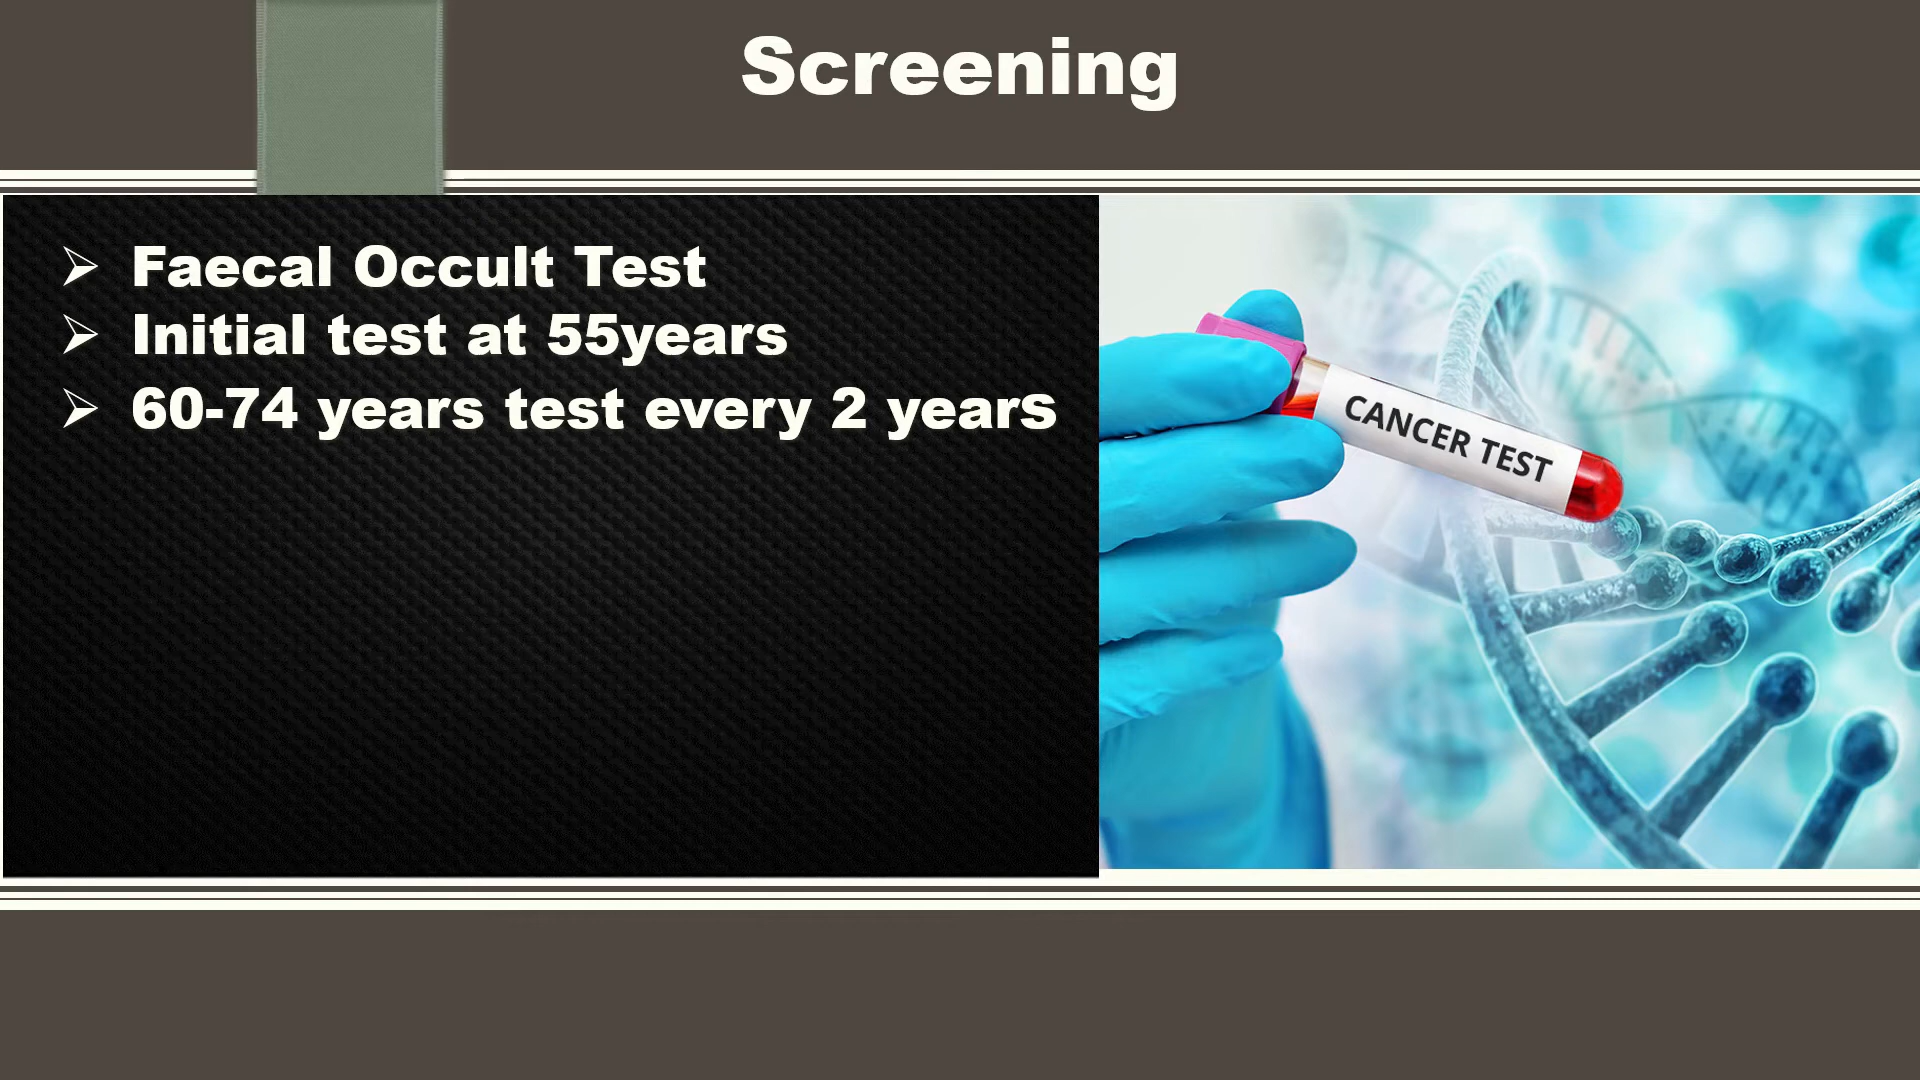 Screening
➢ Faecal Occult Test
➢ Initial test at 55years
➢ 60-74 years test every 2 years
CANCER TEST